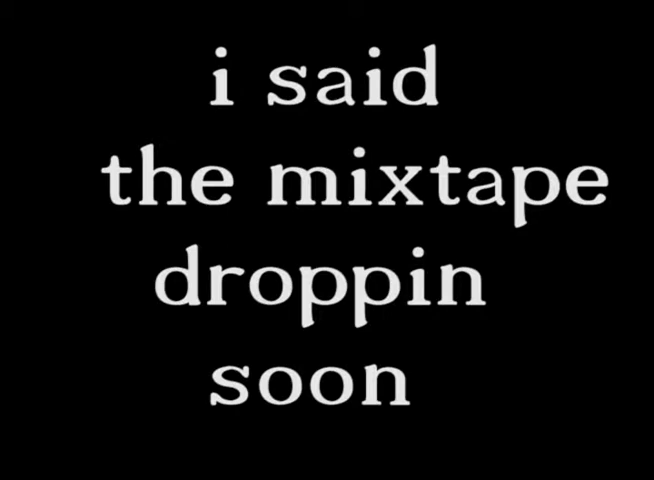 i said
the mixtape
droppin
soon